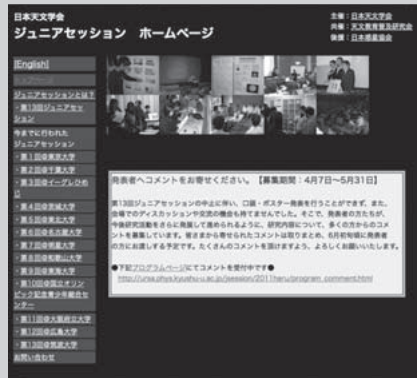 日本天文学会
ジュニアセッション　ホームページ
主催：日本天文学会
共催：天文教育普及研究会
後援：日本惑星協会
[English]
トップページ
ジュニアセッションとは？
・第13回ジュニアセッ
ション
今までに行われた
ジュニアセッション
・第1回@東京大学
・第2回@千葉大学
・第3回@イーグレひめ
じ
・第4回@茨城大学
・第5回@東北大学
・第6回@名古屋大学
・第7回@明星大学
・第8回@和歌山大学
・第9回@東海大学
・第10回@国立オリン
ピック記念青少年総合セ
ンター
・第11回@大阪府立大学
・第12回@広島大学
・第13回@筑波大学
お問い合わせ
発表者へコメントをお寄せください。【募集期間：4月7日〜5月31日】
第13回ジュニアセッションの中止に伴い、口頭・ポスター発表を行うことができず、また、
会場でのディスカッションや交流の機会も持てませんでした。そこで、発表者の方たちが、
今後研究活動をさらに発展して進められるように、研究内容について、多くの方からのコメ
ントを募集しています。皆さまから寄せられたコメントは取りまとめ、6月初旬頃に発表者
の方にお渡しする予定です。たくさんのコメントを頂けますよう、よろしくお願いいたします。
●下記プログラムページにてコメントを受付中です●
http://ursa.phys.kyushu-u.ac.jp/jsession/2011haru/program_comment.html